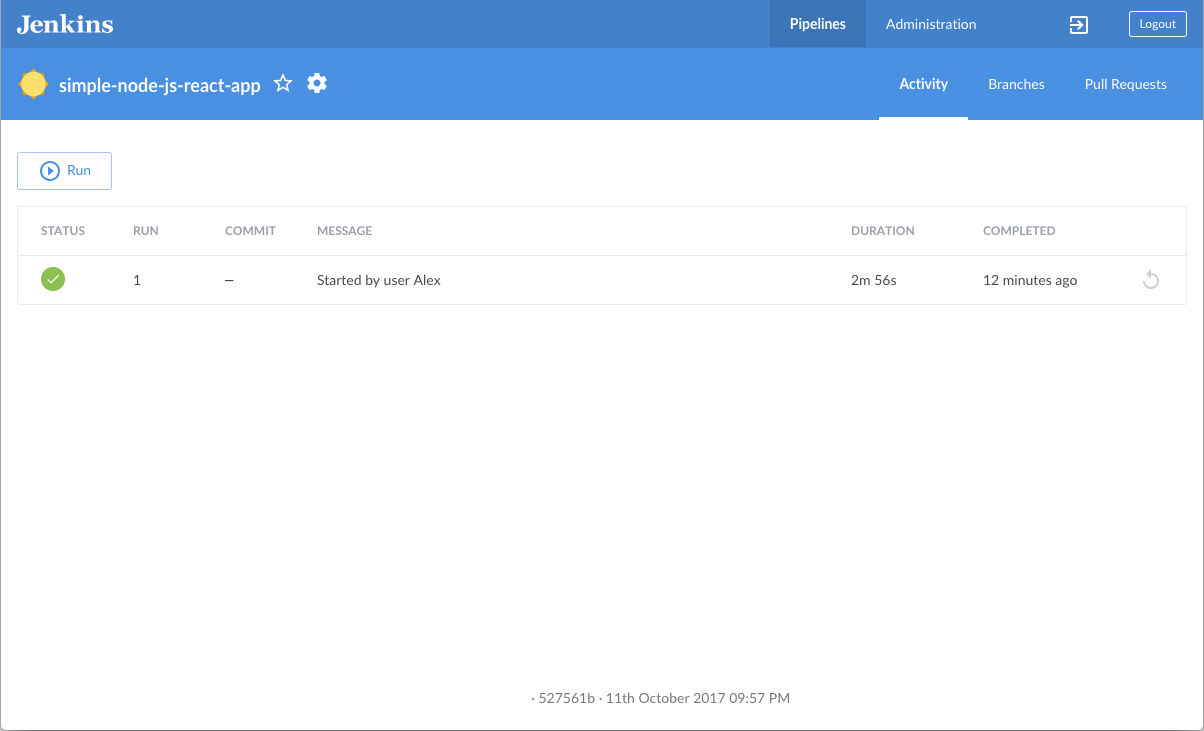 Jenkins Pipelines Administration Logout
simple-node-js-react-app Activity Branches Pull Requests
Run
STATUS RUN COMMIT MESSAGE DURATION COMPLETED
1 – Started by user Alex 2m 56s 12 minutes ago
· 527561b · 11th October 2017 09:57 PM